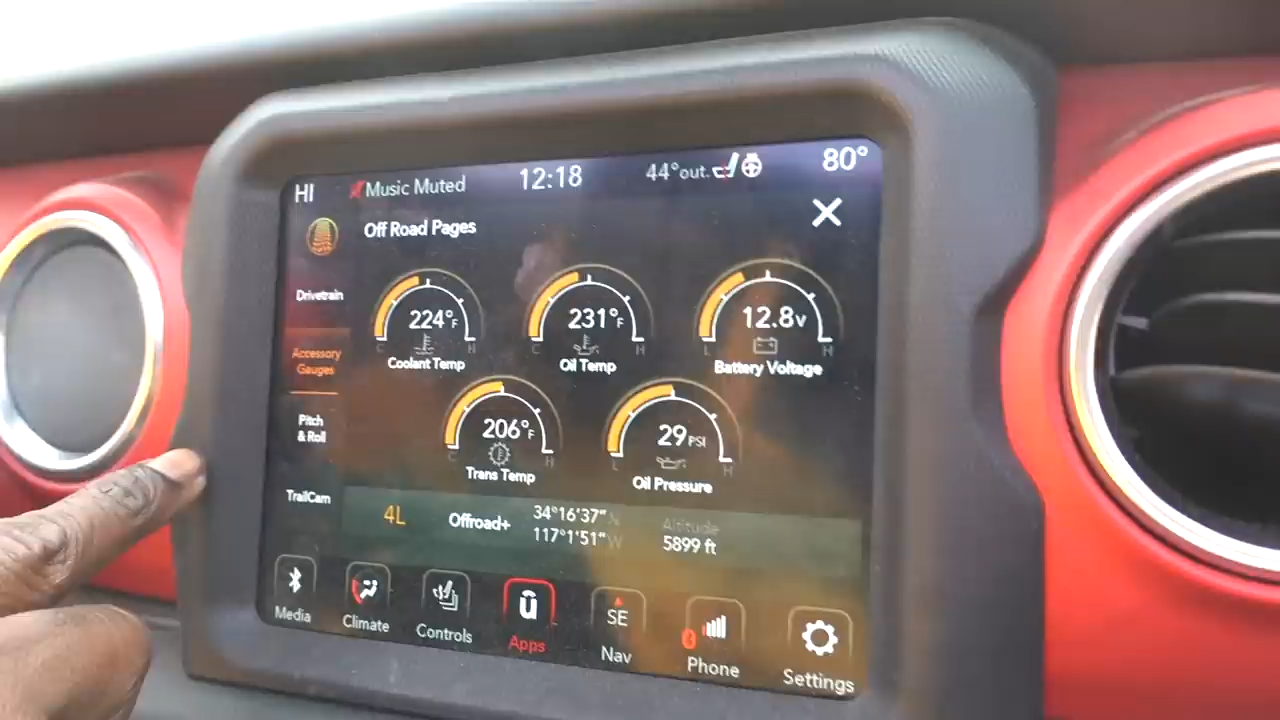 HI
Music Muted
12:18
44°out.
80°
Off Road Pages
Drivetrain
Accessory
Gauges
Pitch
& Roll
TrailCam
224°F
C H
Coolant Temp
231°F
C H
Oil Temp
12.8v
L H
Battery Voltage
206°F
C H
Trans Temp
29 PSI
L H
Oil Pressure
4L
Offroad+
34°16'37" N
117°1'51" W
Altitude
5899 ft
Media
Climate
Controls
Apps
SE
Nav
Phone
Settings